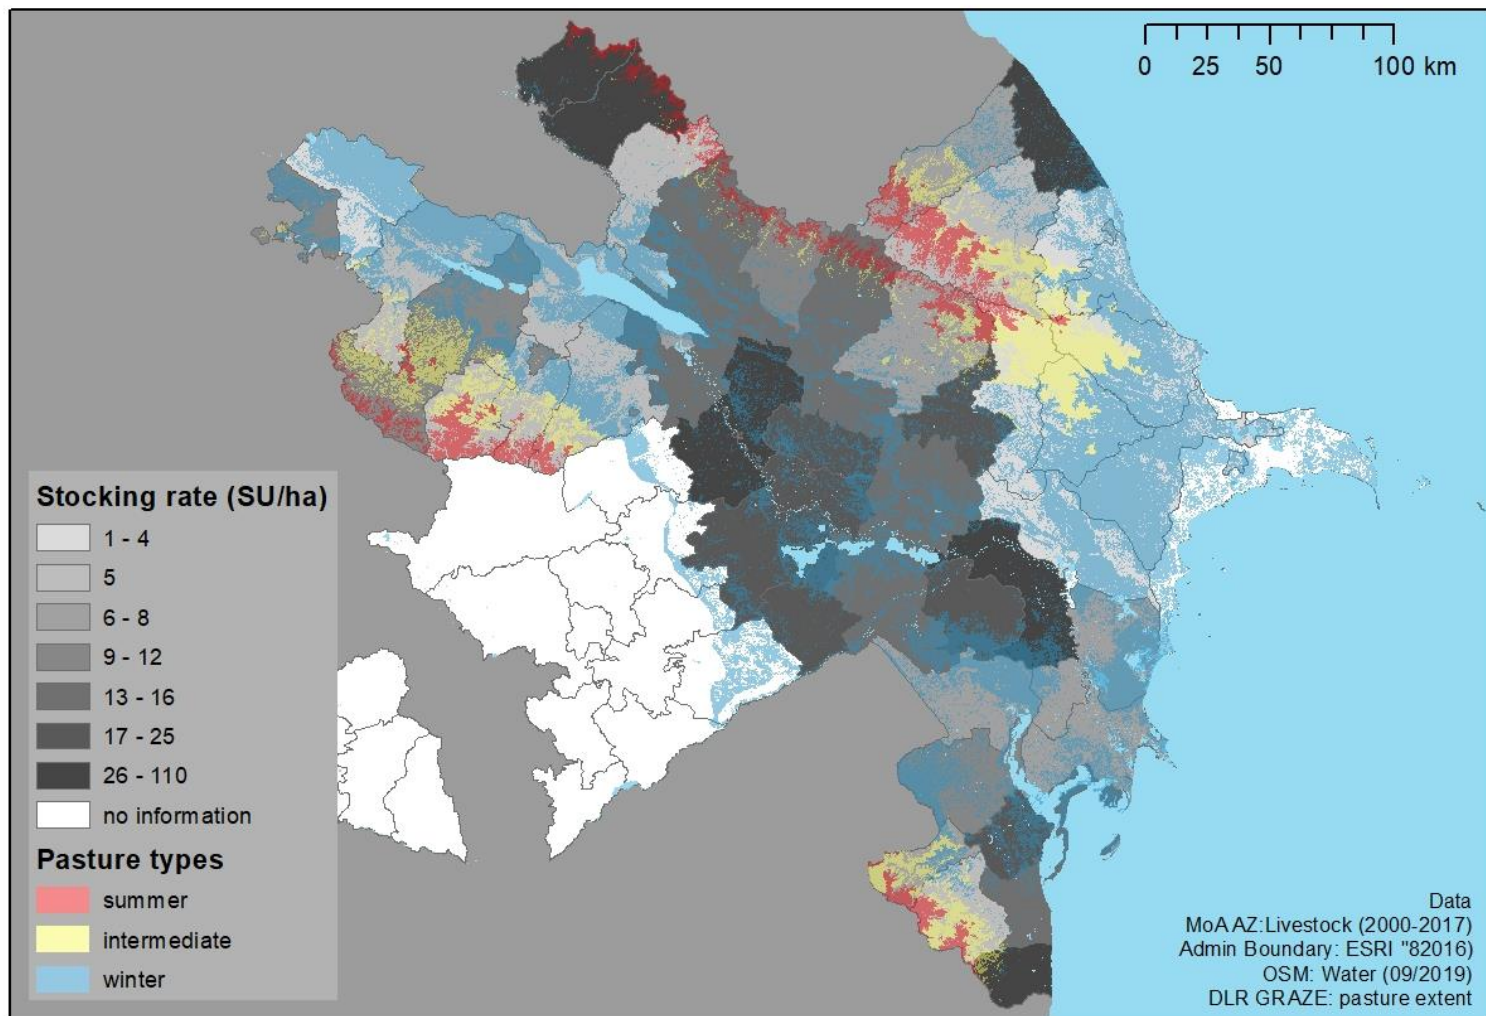 0 25 50 100 km
Stocking rate (SU/ha)
1 - 4
5
6 - 8
9 - 12
13 - 16
17 - 25
26 - 110
no information
Pasture types
summer
intermediate
winter
Data
MoA AZ:Livestock (2000-2017)
Admin Boundary: ESRI "82016)
OSM: Water (09/2019)
DLR GRAZE: pasture extent